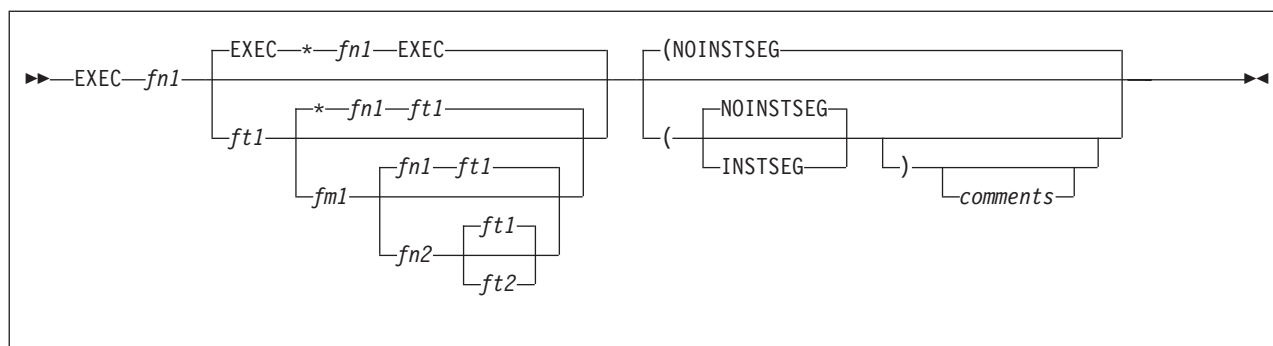 EXEC * fn1 EXEC (NOINSTSEG
EXEC fn1
* fn1 ft1 NOINSTSEG
ft1 (
fn1 ft1 INSTSEG )
fm1 comments
ft1
fn2
ft2